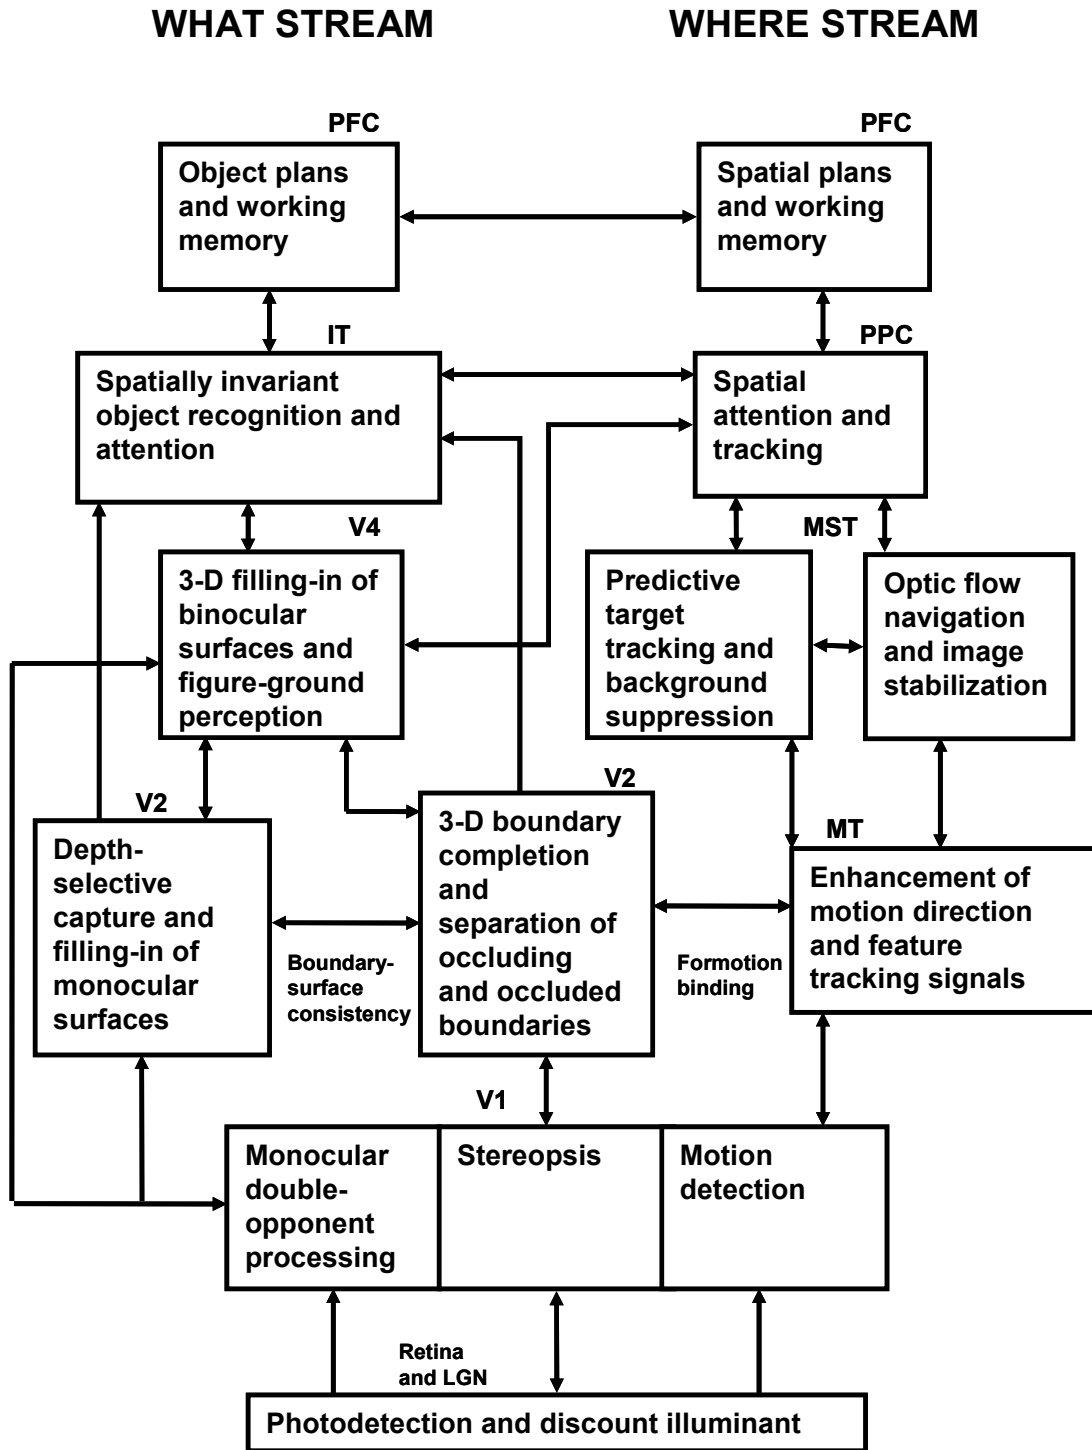 WHAT STREAM
WHERE STREAM
PFC
Object plans
and working
memory
PFC
Spatial plans
and working
memory
IT
Spatially invariant
object recognition and
attention
PPC
Spatial
attention and
tracking
V4
3-D filling-in of
binocular
surfaces and
figure-ground
perception
MST
Predictive
target
tracking and
background
suppression
Optic flow
navigation
and image
stabilization
V2
Depth-
selective
capture and
filling-in of
monocular
surfaces
Boundary-
surface
consistency
V2
3-D boundary
completion
and
separation of
occluding
and occluded
boundaries
Formotion
binding
MT
Enhancement of
motion direction
and feature
tracking signals
V1
Monocular
double-
opponent
processing
Stereopsis
Motion
detection
Retina
and LGN
Photodetection and discount illuminant